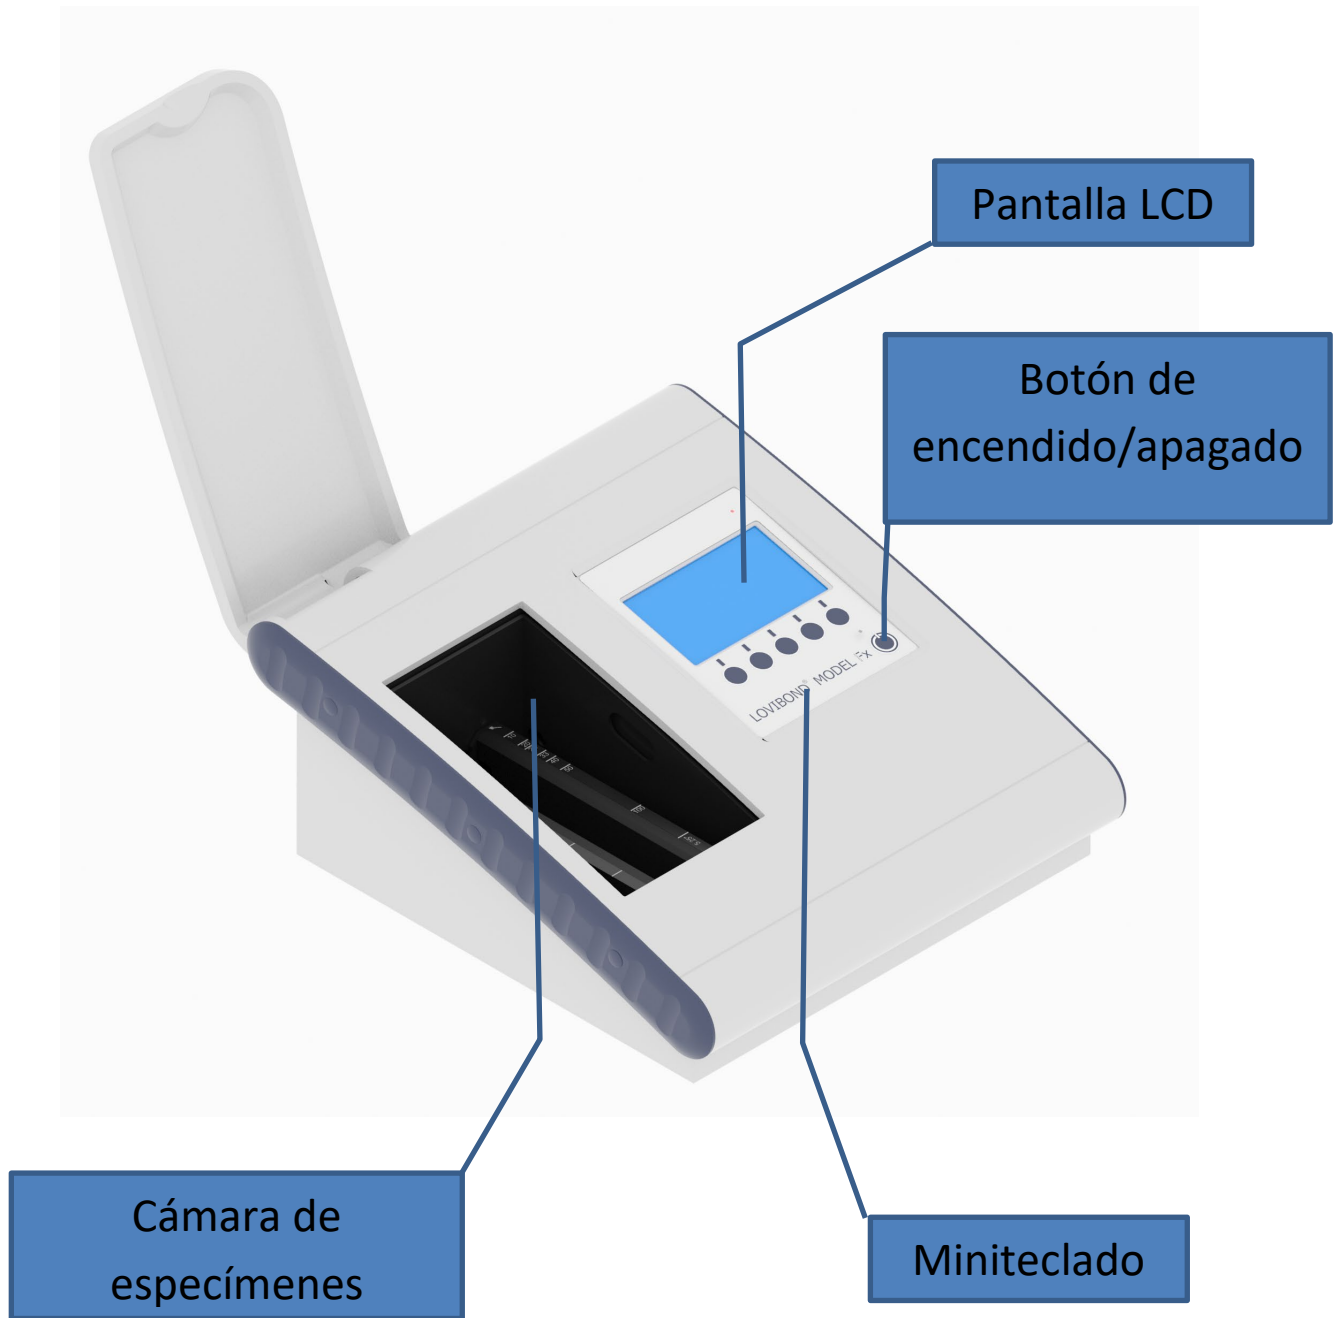 Pantalla LCD
Botón de
encendido/apagado
LOVIBOND® MODEL Fx
Cámara de
especímenes
Miniteclado